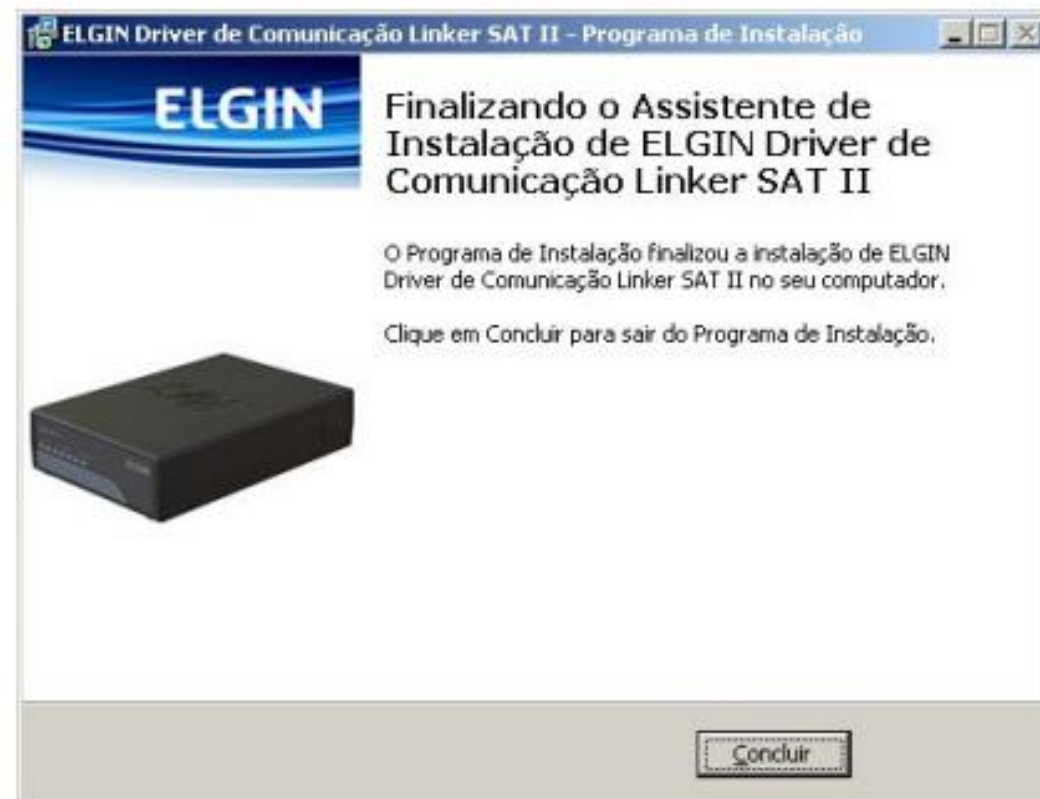 ELGIN Driver de Comunicação Linker SAT II - Programa de Instalação
ELGIN
Finalizando o Assistente de
Instalação de ELGIN Driver de
Comunicação Linker SAT II
O Programa de Instalação finalizou a instalação de ELGIN
Driver de Comunicação Linker SAT II no seu computador.
Clique em Concluir para sair do Programa de Instalação.
Concluir